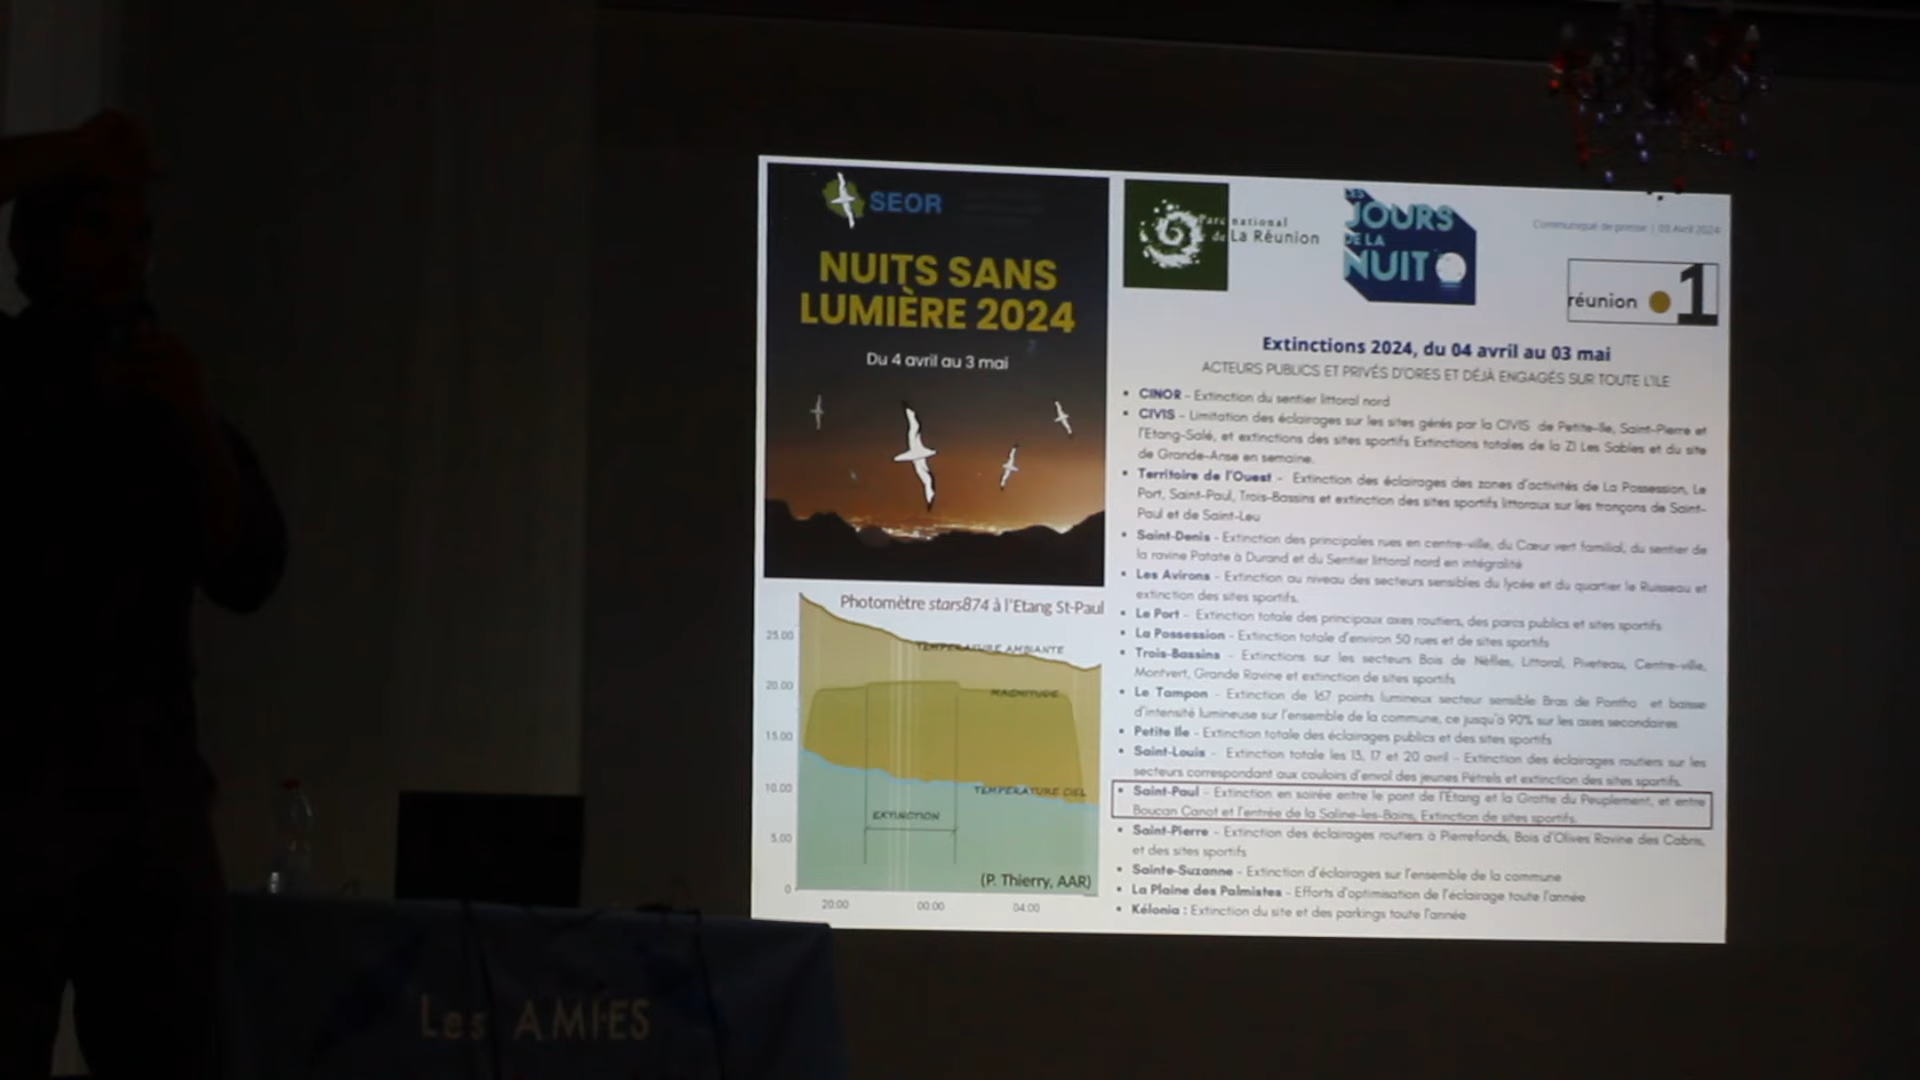 SEOR
NUITS SANS
LUMIÈRE 2024
Du 4 avril au 3 mai
Photomètre stars874 à l'Etang St-Paul
25.00
TEMPERATURE AMBIANTE
20.00
MAGNITUDE
15.00
10.00
TEMPERATURE CIEL
EXTINCTION
5.00
(P. Thierry, AAR)
0
20:00
00:00
04:00
Parc national
de La Réunion
LES
JOURS
DE LA
NUIT
Communiqué de presse | 03 Avril 2024
réunion 1
Extinctions 2024, du 04 avril au 03 mai
ACTEURS PUBLICS ET PRIVÉS D'ORES ET DÉJÀ ENGAGÉS SUR TOUTE L'ILE
• CINOR - Extinction du sentier littoral nord
• CIVIS - Limitation des éclairages sur les sites gérés par la CIVIS de Petite-Ile, Saint-Pierre et
l'Etang-Salé, et extinctions des sites sportifs Extinctions totales de la ZI Les Sables et du site
de Grande-Anse en semaine.
• Territoire de l'Ouest - Extinction des éclairages des zones d'activités de La Possession, Le
Port, Saint-Paul, Trois-Bassins et extinction des sites sportifs littoraux sur les tronçons de Saint-
Paul et de Saint-Leu
• Saint-Denis - Extinction des principales rues en centre-ville, du Cœur vert familial, du sentier de
la ravine Patate à Durand et du Sentier littoral nord en intégralité
• Les Avirons - Extinction au niveau des secteurs sensibles du lycée et du quartier le Ruisseau et
extinction des sites sportifs.
• Le Port - Extinction totale des principaux axes routiers, des parcs publics et sites sportifs
• La Possession - Extinction totale d'environ 50 rues et de sites sportifs
• Trois-Bassins - Extinctions sur les secteurs Bois de Nèfles, Littoral, Piveteau, Centre-ville,
Montvert, Grande Ravine et extinction de sites sportifs
• Le Tampon - Extinction de 167 points lumineux secteur sensible Bras de Pontho et baisse
d'intensité lumineuse sur l'ensemble de la commune, ce jusqu'à 90% sur les axes secondaires
• Petite Ile - Extinction totale des éclairages publics et des sites sportifs
• Saint-Louis - Extinction totale les 13, 17 et 20 avril - Extinction des éclairages routiers sur les
secteurs correspondant aux couloirs d'envol des jeunes Pétrels et extinction des sites sportifs.
• Saint-Paul - Extinction en soirée entre le pont de l'Étang et la Grotte du Peuplement, et entre
Boucan Canot et l'entrée de la Saline-les-Bains, Extinction de sites sportifs.
• Saint-Pierre - Extinction des éclairages routiers à Pierrefonds, Bois d'Olives Ravine des Cabris,
et des sites sportifs
• Sainte-Suzanne - Extinction d'éclairages sur l'ensemble de la commune
• La Plaine des Palmistes - Efforts d'optimisation de l'éclairage toute l'année
• Kélonia : Extinction du site et des parkings toute l'année
Les AMIES